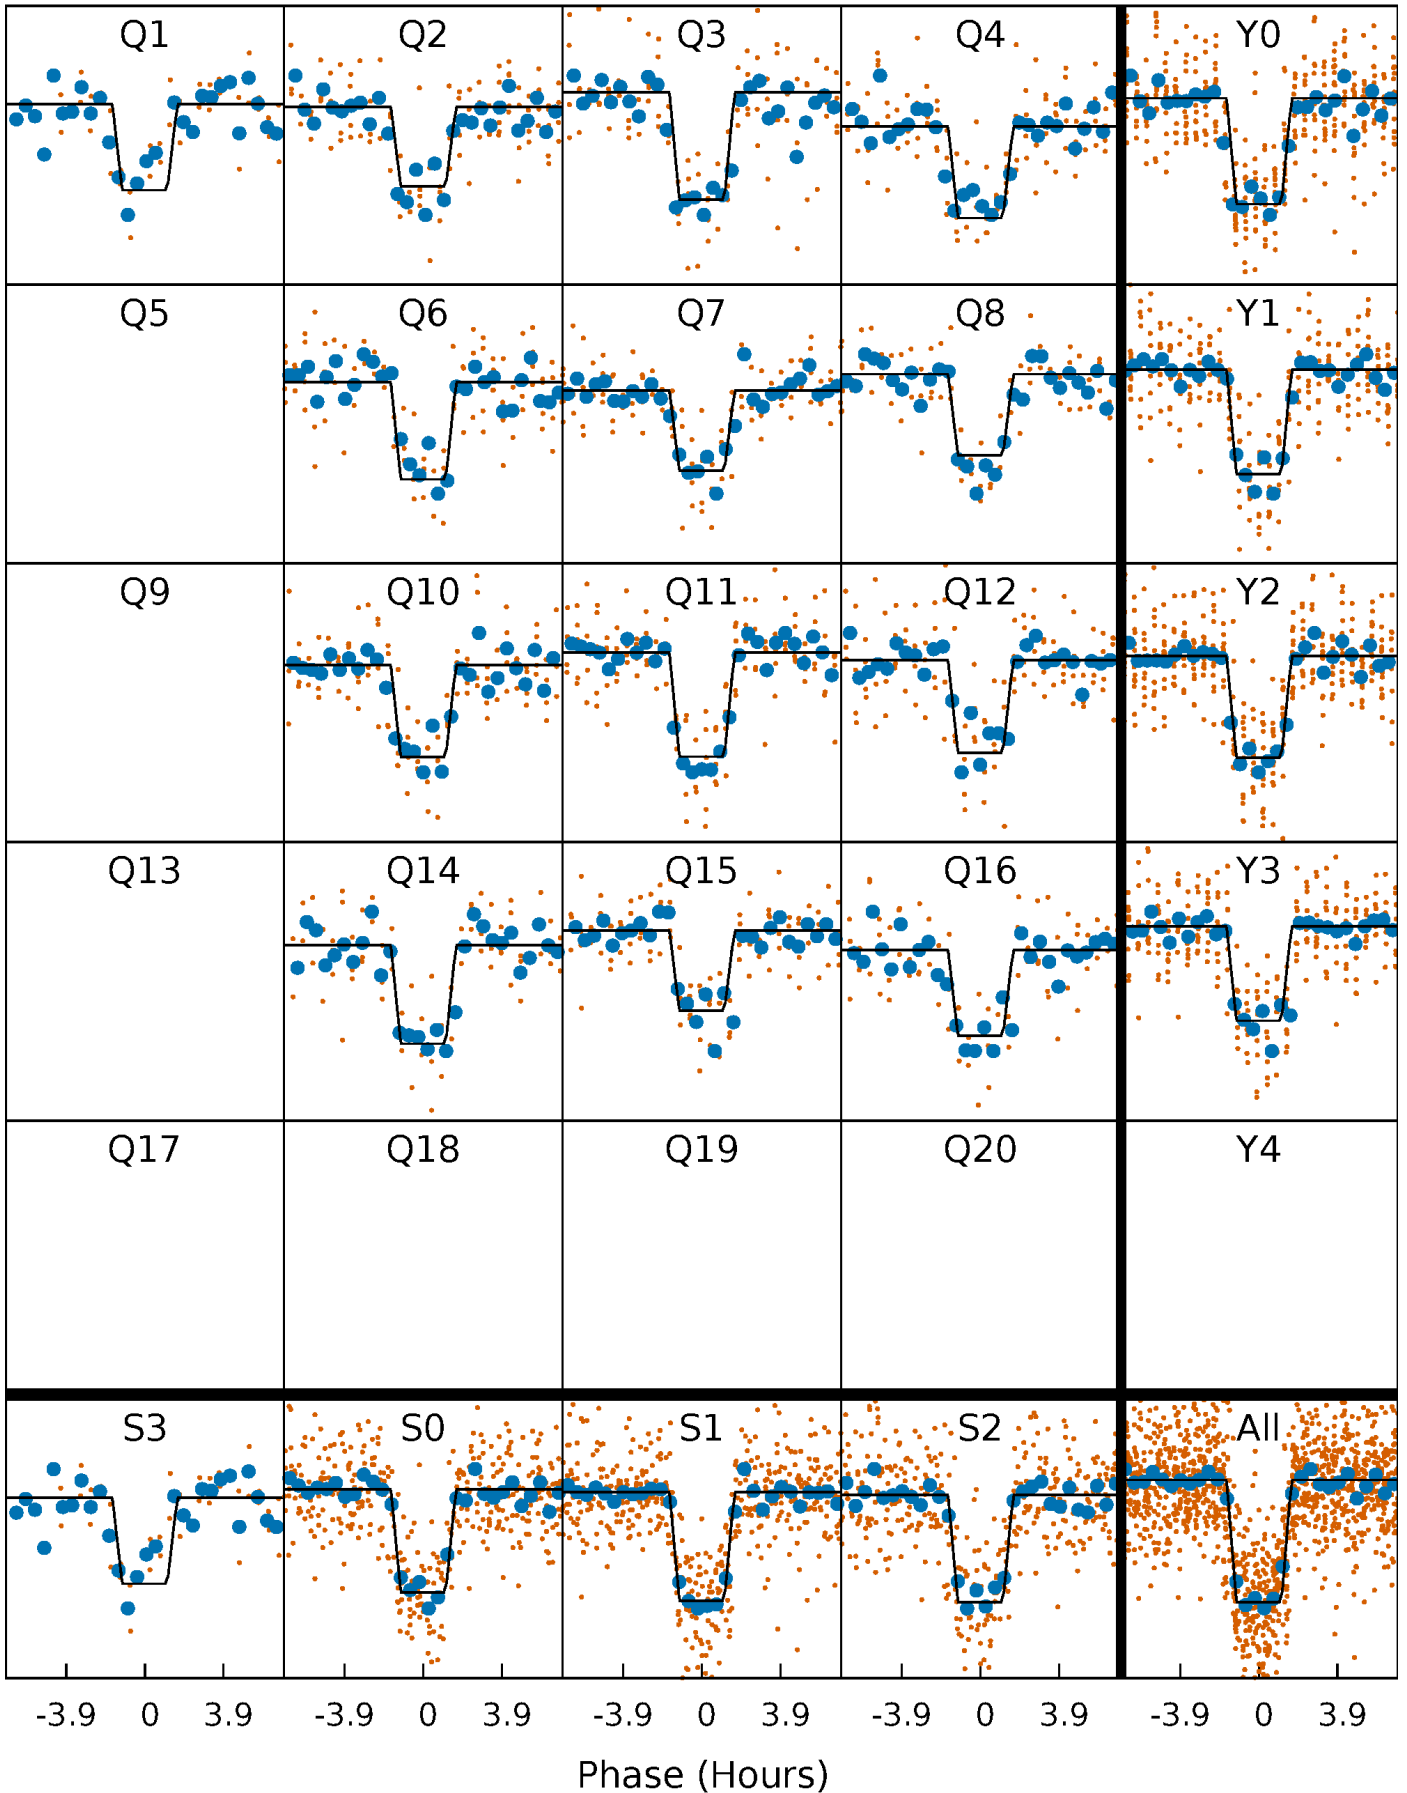 Q1 Q2 Q3 Q4 Y0
Q5 Q6 Q7 Q8 Y1
Q9 Q10 Q11 Q12 Y2
Q13 Q14 Q15 Q16 Y3
Q17 Q18 Q19 Q20 Y4
S3 S0 S1 S2 All
-3.9 0 3.9 -3.9 0 3.9 -3.9 0 3.9 -3.9 0 3.9 -3.9 0 3.9
Phase (Hours)